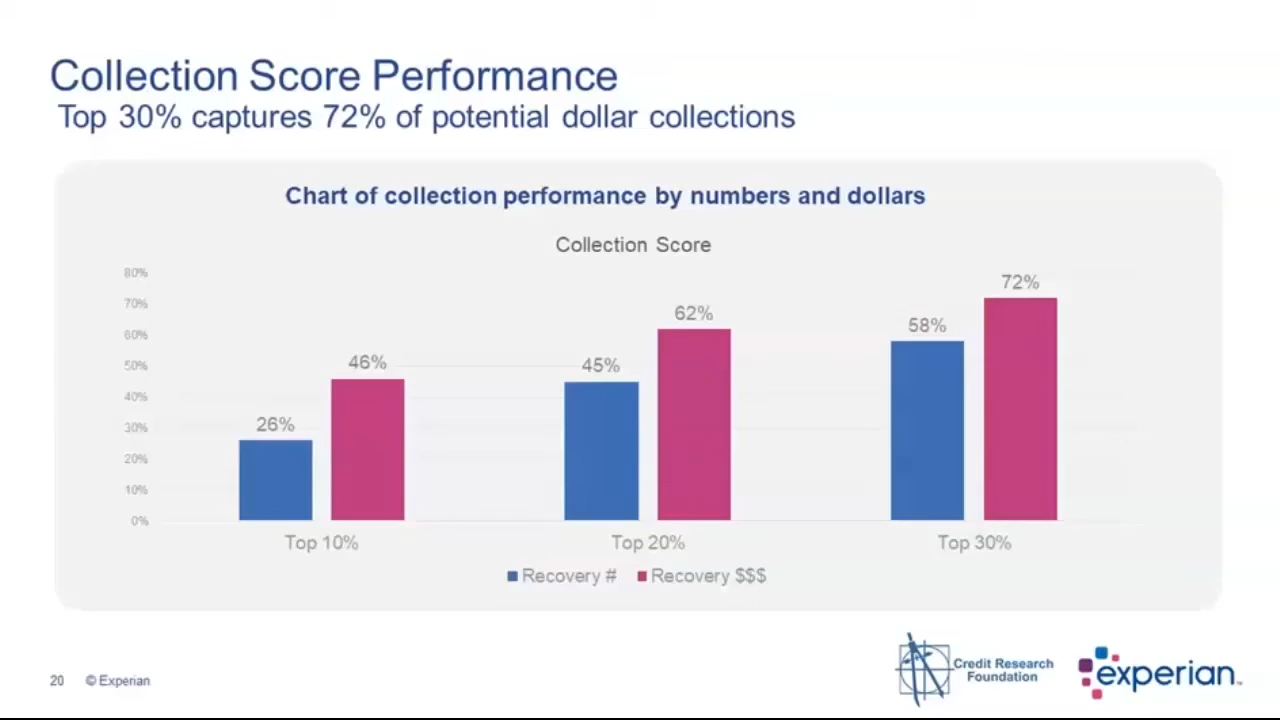 Collection Score Performance
Top 30% captures 72% of potential dollar collections
Chart of collection performance by numbers and dollars
Collection Score
80%
70%
60%
50%
40%
30%
20%
10%
0%
26%
46%
45%
62%
58%
72%
Top 10%
Top 20%
Top 30%
Recovery #
Recovery $$$
20
© Experian
Credit Research
Foundation
experian™